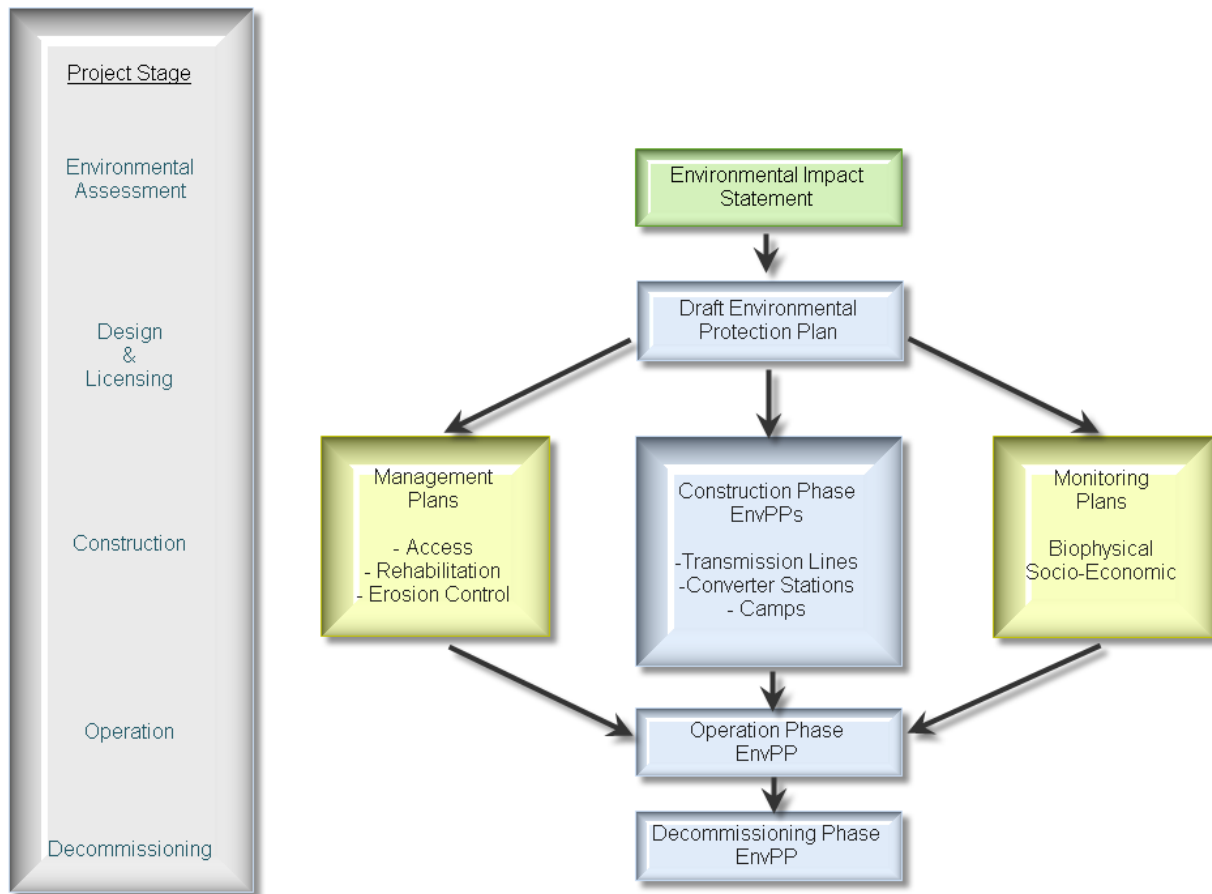 Project Stage
Environmental
Assessment
Design
&
Licensing
Construction
Operation
Decommissioning
Environmental Impact
Statement
Draft Environmental
Protection Plan
Management
Plans
- Access
- Rehabilitation
- Erosion Control
Construction Phase
EnvPPs
-Transmission Lines
-Converter Stations
- Camps
Monitoring
Plans
Biophysical
Socio-Economic
Operation Phase
EnvPP
Decommissioning Phase
EnvPP